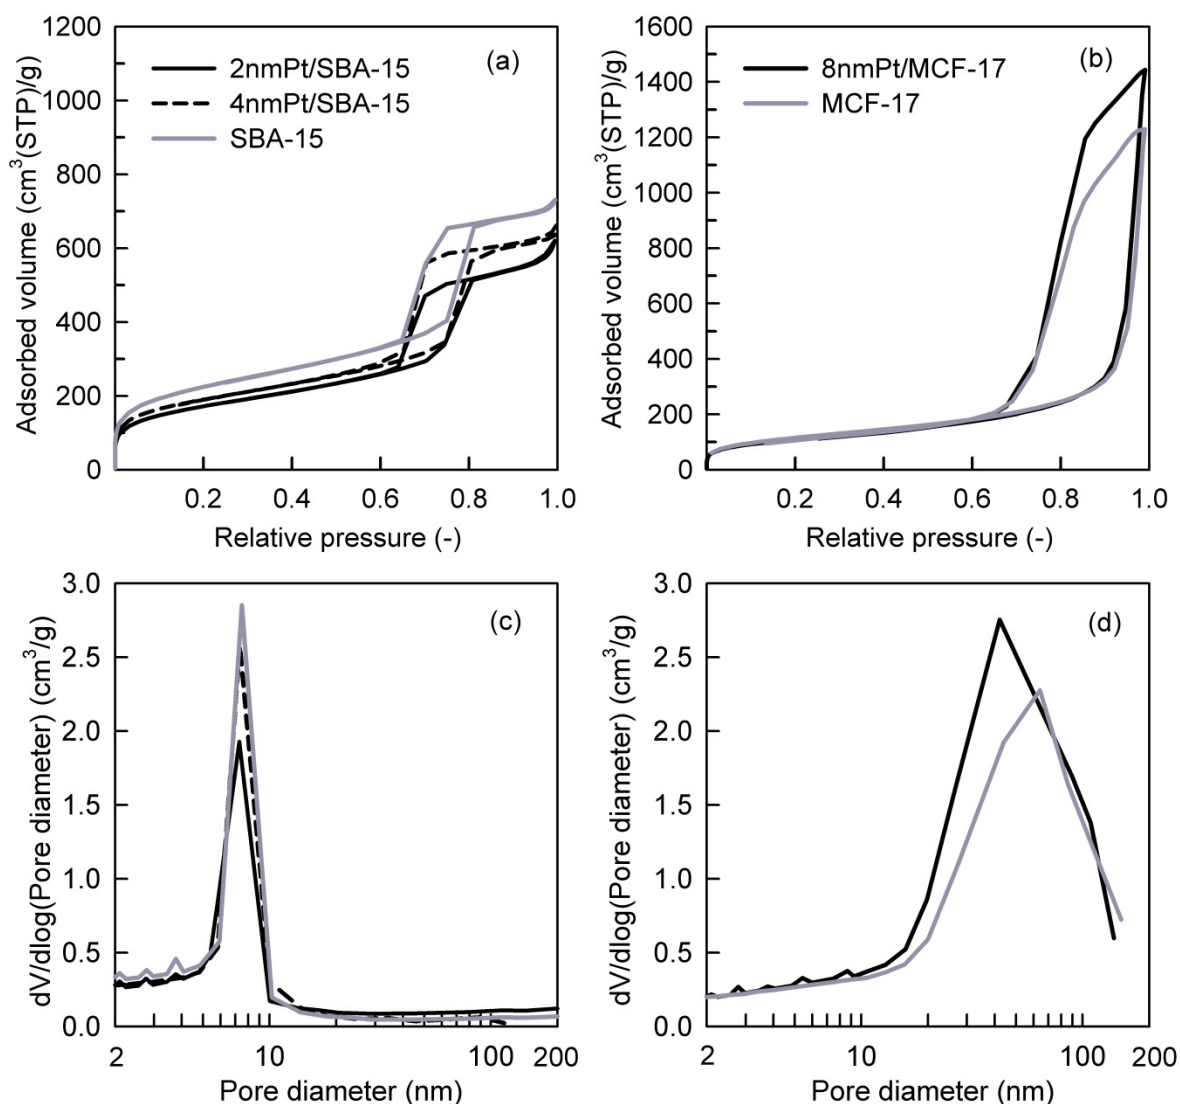 (a)
2nmPt/SBA-15
4nmPt/SBA-15
SBA-15
Adsorbed volume (cm³(STP)/g)
1200
1000
800
600
400
200
0
0.2 0.4 0.6 0.8 1.0
Relative pressure (-)
(b)
8nmPt/MCF-17
MCF-17
Adsorbed volume (cm³(STP)/g)
1600
1400
1200
1000
800
600
400
200
0
0.2 0.4 0.6 0.8 1.0
Relative pressure (-)
(c)
dV/dlog(Pore diameter) (cm³/g)
3.0
2.5
2.0
1.5
1.0
0.5
0.0
2 10 100 200
Pore diameter (nm)
(d)
dV/dlog(Pore diameter) (cm³/g)
3.0
2.5
2.0
1.5
1.0
0.5
0.0
2 10 100 200
Pore diameter (nm)